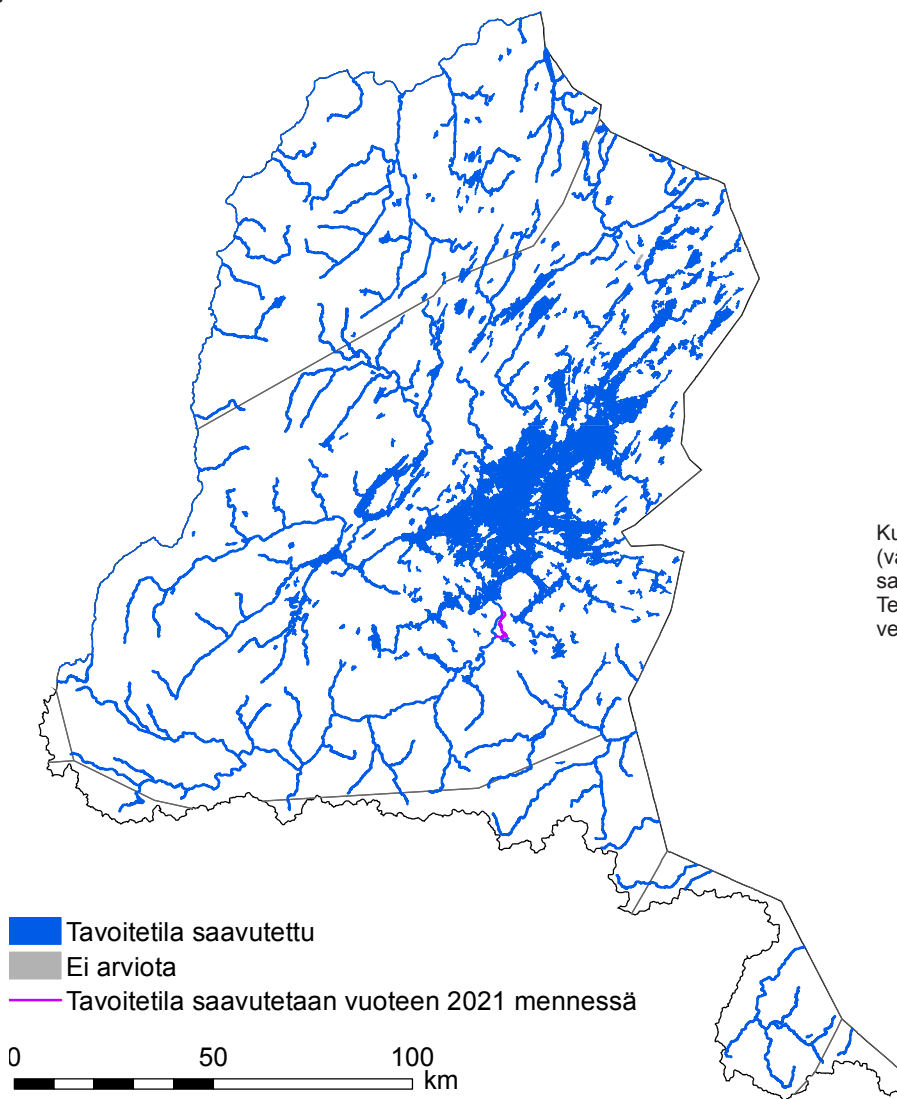 Tavoitetila saavutettu
Ei arviota
Tavoitetila saavutetaan vuoteen 2021 mennessä
0 50 100
km